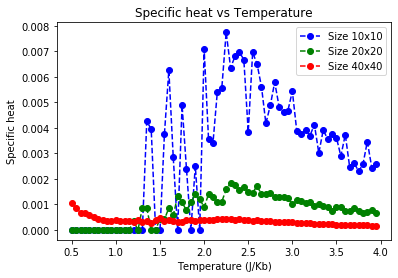 Specific heat vs Temperature
Size 10x10
Size 20x20
Size 40x40
Specific heat
0.008
0.007
0.006
0.005
0.004
0.003
0.002
0.001
0.000
0.5 1.0 1.5 2.0 2.5 3.0 3.5 4.0
Temperature (J/Kb)